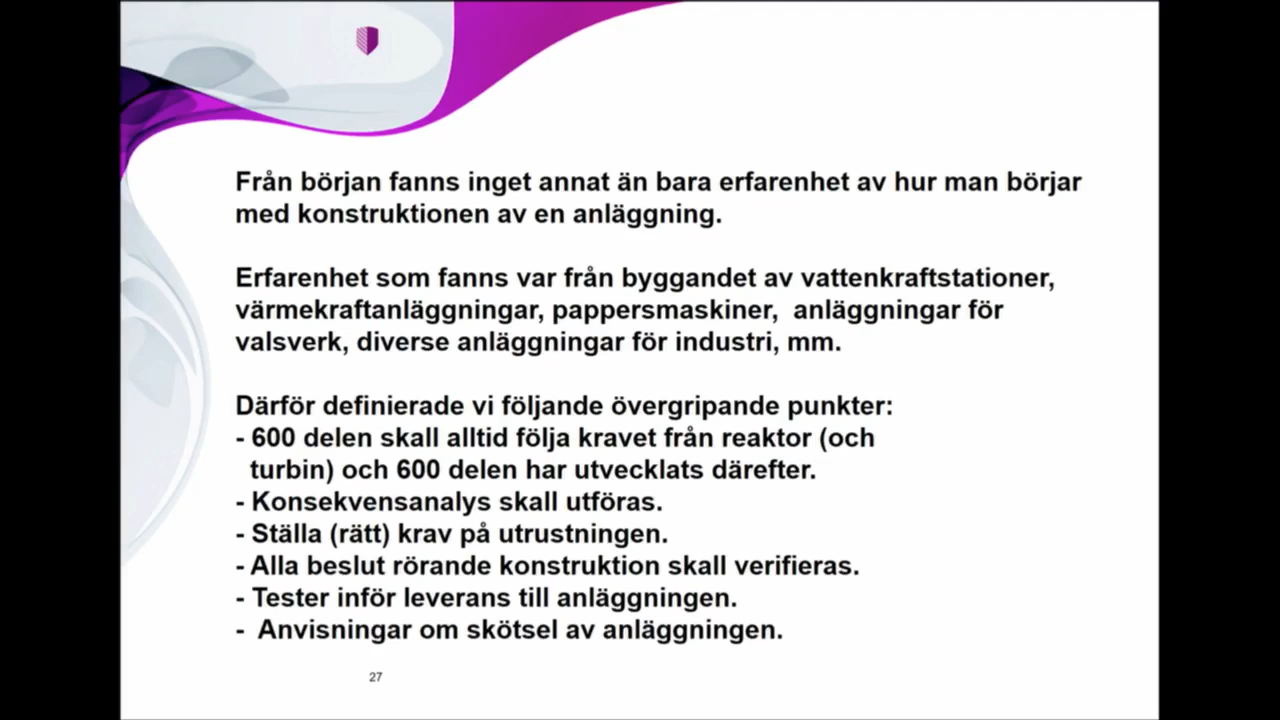 Från början fanns inget annat än bara erfarenhet av hur man börjar
med konstruktionen av en anläggning.
Erfarenhet som fanns var från byggandet av vattenkraftstationer,
värmekraftanläggningar, pappersmaskiner,  anläggningar för
valsverk, diverse anläggningar för industri, mm.
Därför definierade vi följande övergripande punkter:
- 600 delen skall alltid följa kravet från reaktor (och
turbin) och 600 delen har utvecklats därefter.
- Konsekvensanalys skall utföras.
- Ställa (rätt) krav på utrustningen.
- Alla beslut rörande konstruktion skall verifieras.
- Tester inför leverans till anläggningen.
-  Anvisningar om skötsel av anläggningen.
27